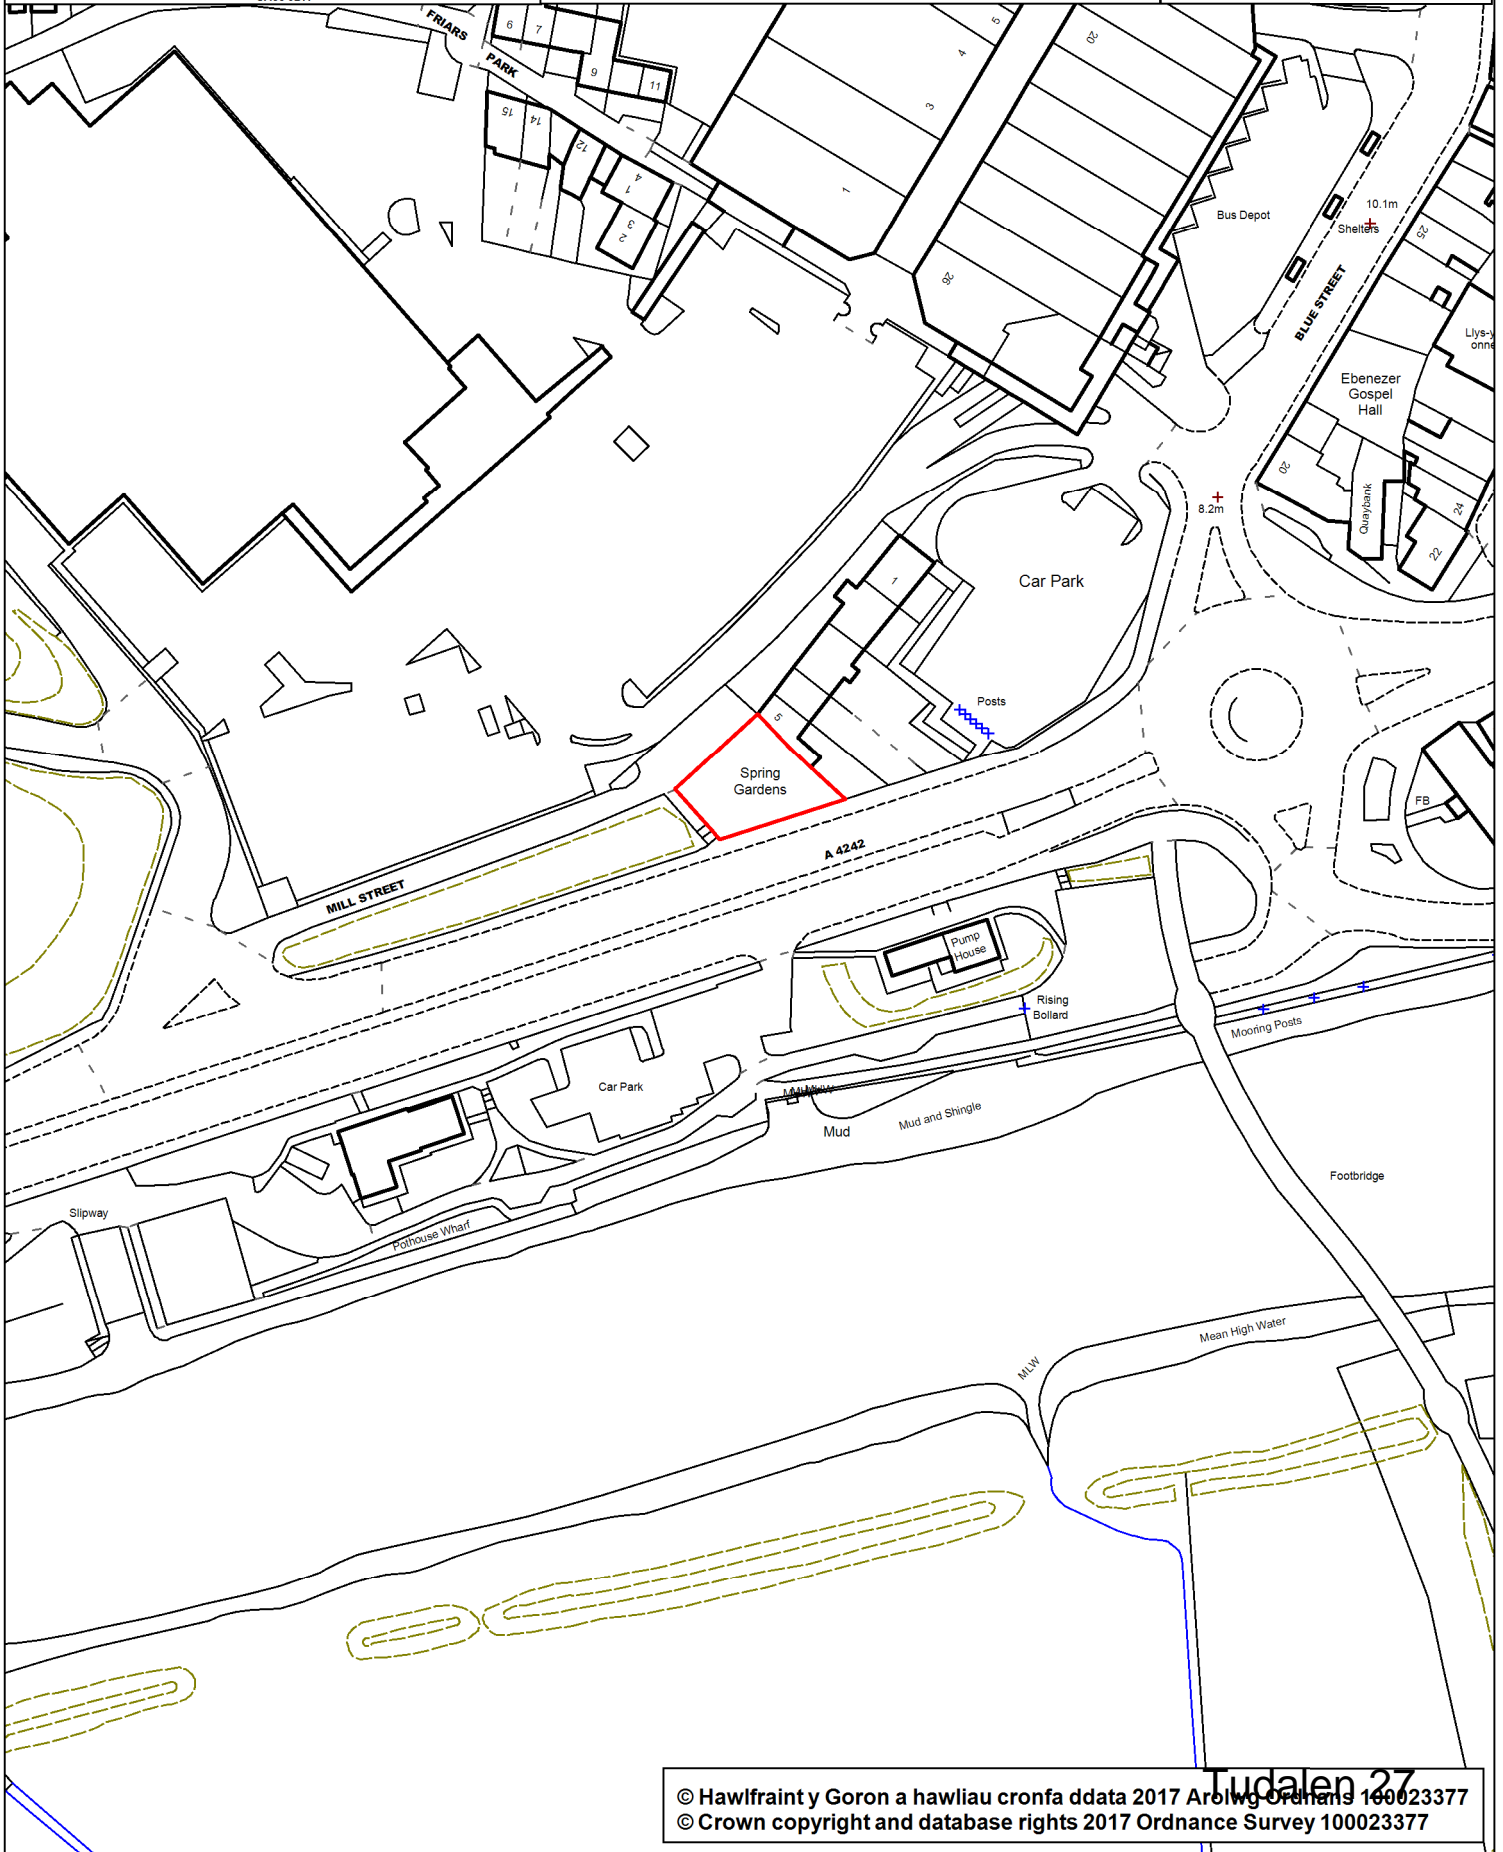 FRIARS
PARK
6
7
9
11
15
14
12
4
1
3
2
5
4
3
1
20
26
Bus Depot
10.1m
Shelters
25
BLUE STREET
Llys-y
onne
Ebenezer
Gospel
Hall
20
Quaybank
24
22
8.2m
Car Park
1
5
Posts
Spring
Gardens
A 4242
MILL STREET
FB
Pump
House
Rising
Bollard
Mooring Posts
Car Park
Mud
Mud and Shingle
Footbridge
Slipway
Pothouse Wharf
Mean High Water
MLW
Tudalen 27
© Hawlfraint y Goron a hawliau cronfa ddata 2017 Arolwg Ordnans 100023377
© Crown copyright and database rights 2017 Ordnance Survey 100023377